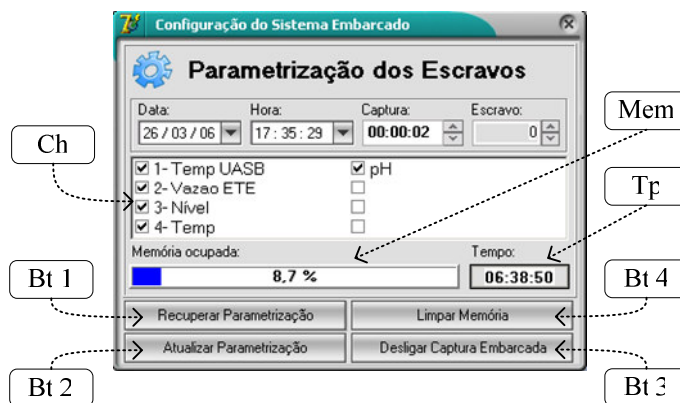 Configuração do Sistema Embarcado
Parametrização dos Escravos
Data: Hora: Captura: Escravo:
26 / 03 / 06 17 : 35 : 29 00:00:02 0
Mem
Ch
1- Temp UASB pH
2- Vazao ETE
3- Nível
4- Temp
Tp
Memória ocupada: Tempo:
8,7 % 06:38:50
Bt 1
Recuperar Parametrização Limpar Memória
Bt 4
Atualizar Parametrização Desligar Captura Embarcada
Bt 2
Bt 3